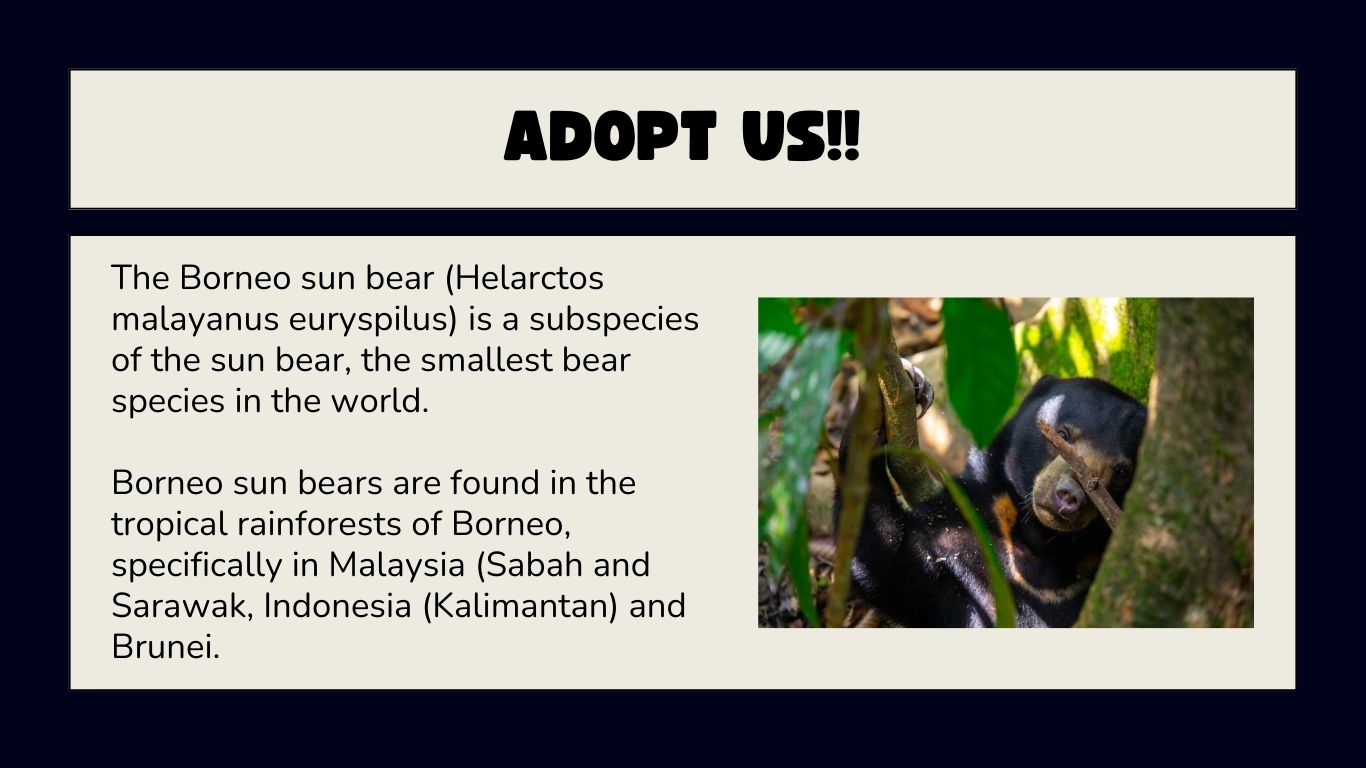 ADOPT US!!
The Borneo sun bear (Helarctos
malayanus euryspilus) is a subspecies
of the sun bear, the smallest bear
species in the world.
Borneo sun bears are found in the
tropical rainforests of Borneo,
specifically in Malaysia (Sabah and
Sarawak, Indonesia (Kalimantan) and
Brunei.